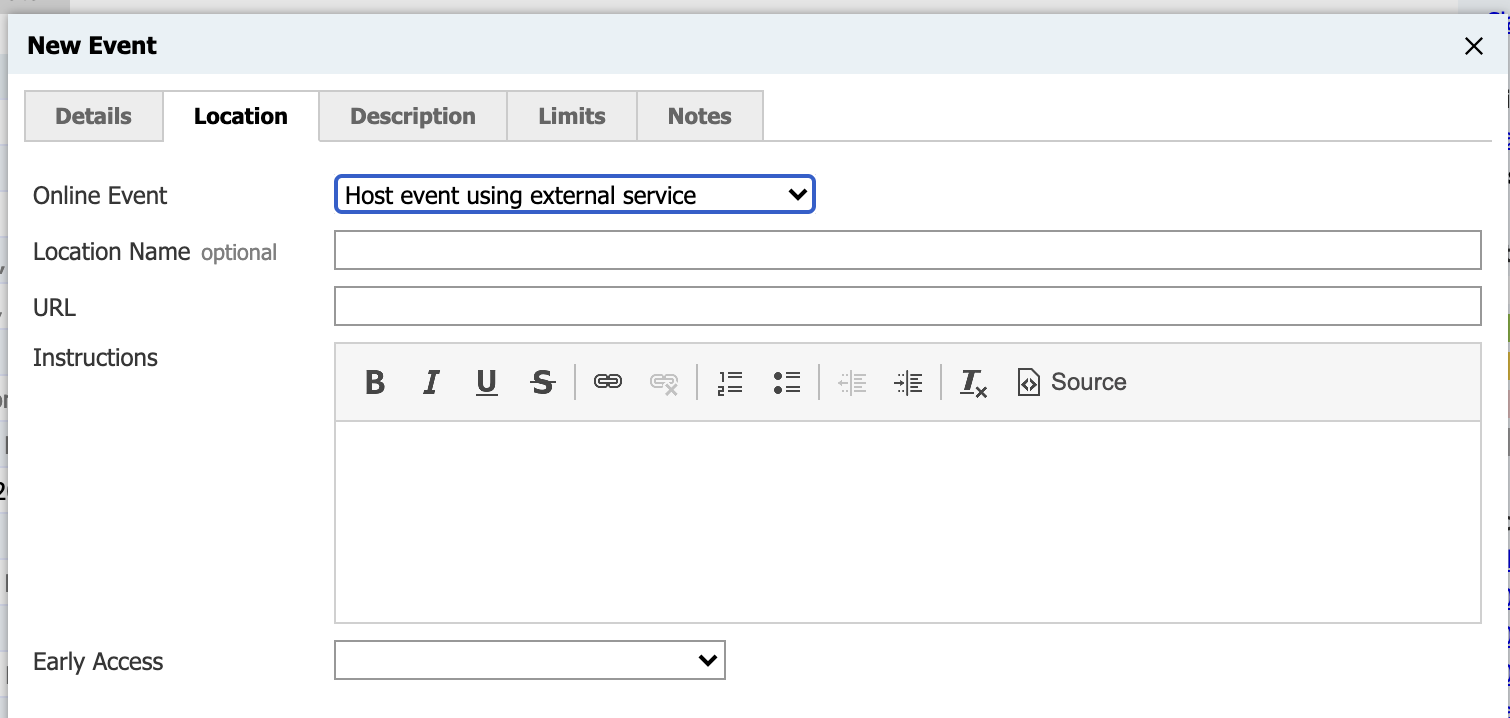 New Event
Details Location Description Limits Notes
Online Event Host event using external service
Location Name optional
URL
Instructions
B I U S Source
Early Access